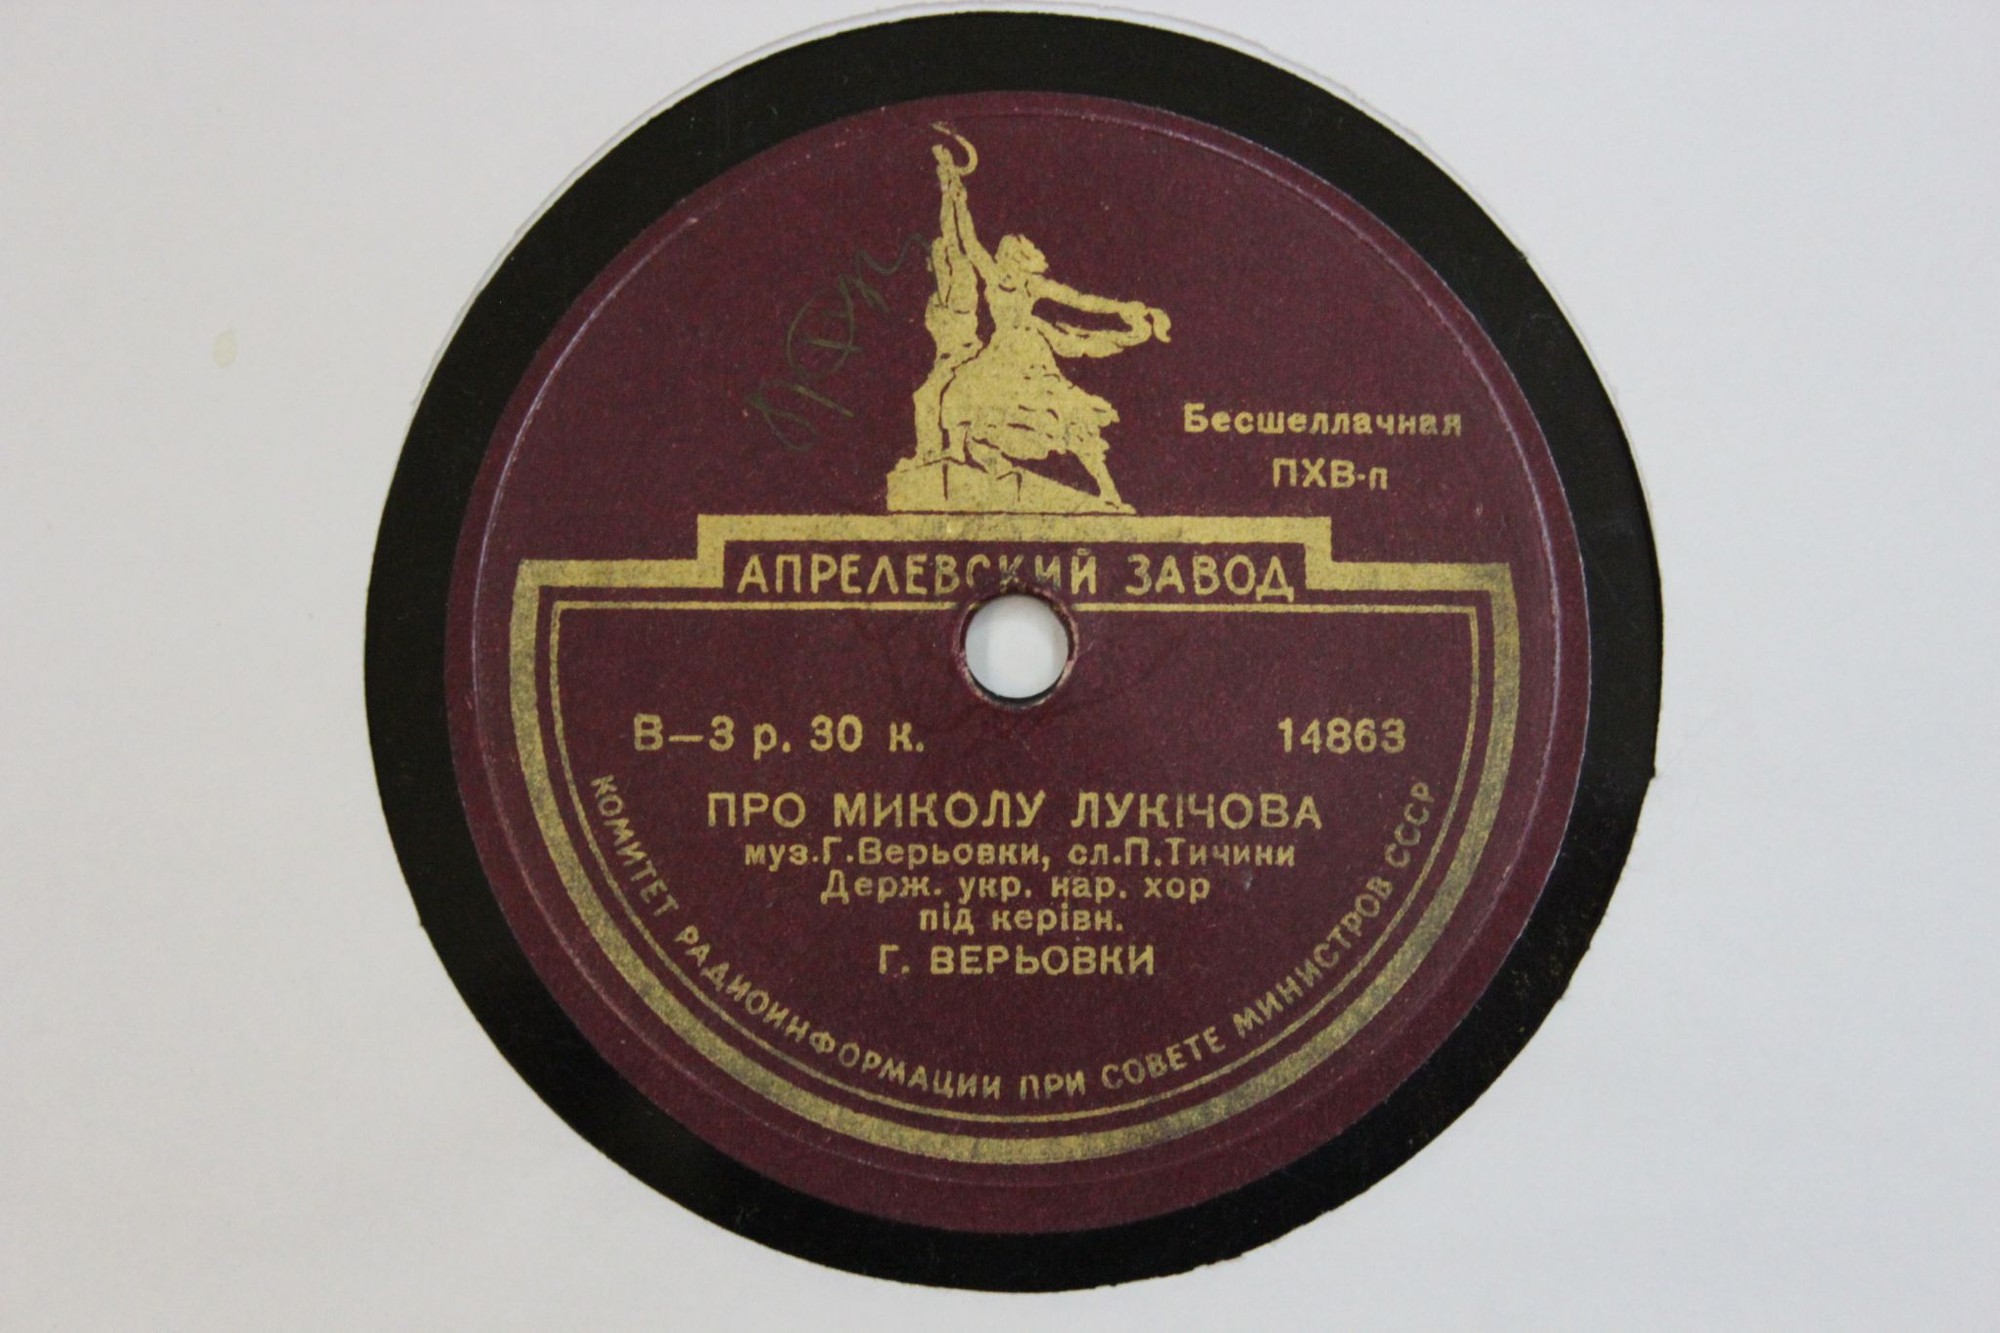 Бесшеллачная
ПХВ-п
АПРЕЛЕВСКИЙ ЗАВОД
В—3 р. 30 к. 14863
ПРО МИКОЛУ ЛУКІЧОВА
муз.Г.Верьовки, сл.П.Тичини
Держ. укр. нар. хор
під керівн.
Г. ВЕРЬОВКИ
КОМИТЕТ РАДИОИНФОРМАЦИИ ПРИ СОВЕТЕ МИНИСТРОВ СССР